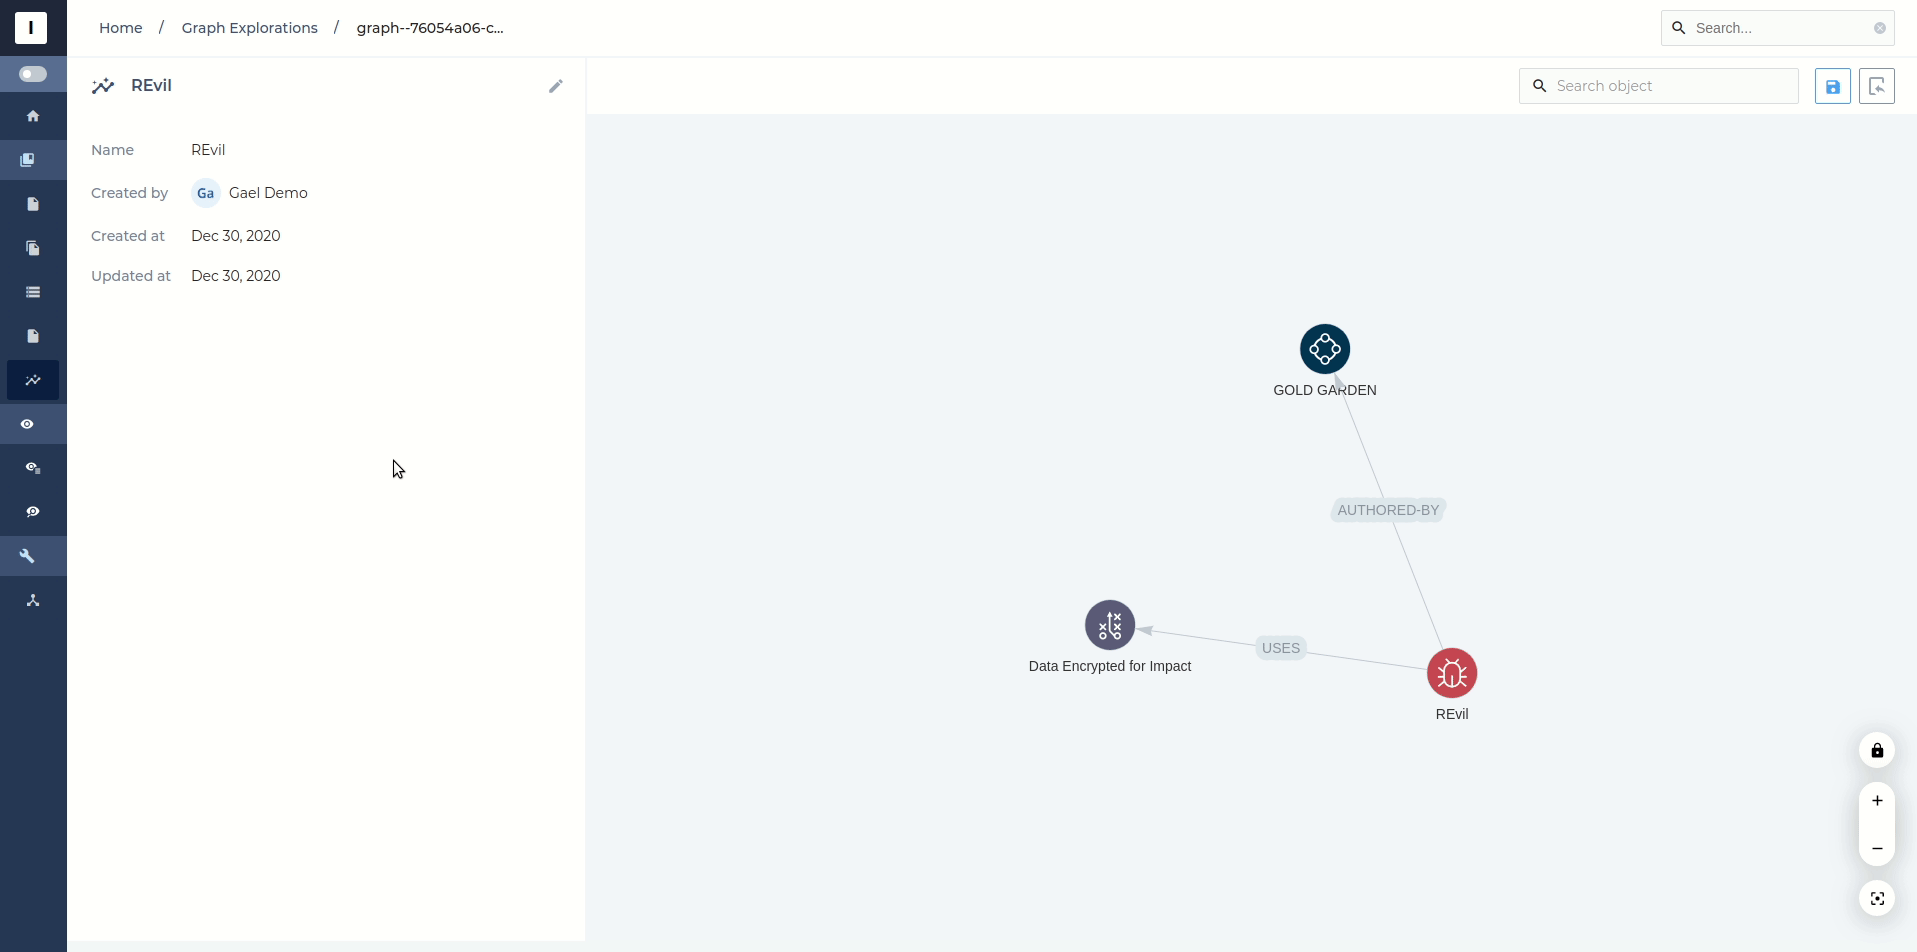 I
Home / Graph Explorations / graph--76054a06-c...
Search...
REvil
Search object
Name REvil
Created by Ga Gael Demo
Created at Dec 30, 2020
Updated at Dec 30, 2020
GOLD GARDEN
AUTHORED-BY
USES
Data Encrypted for Impact
REvil